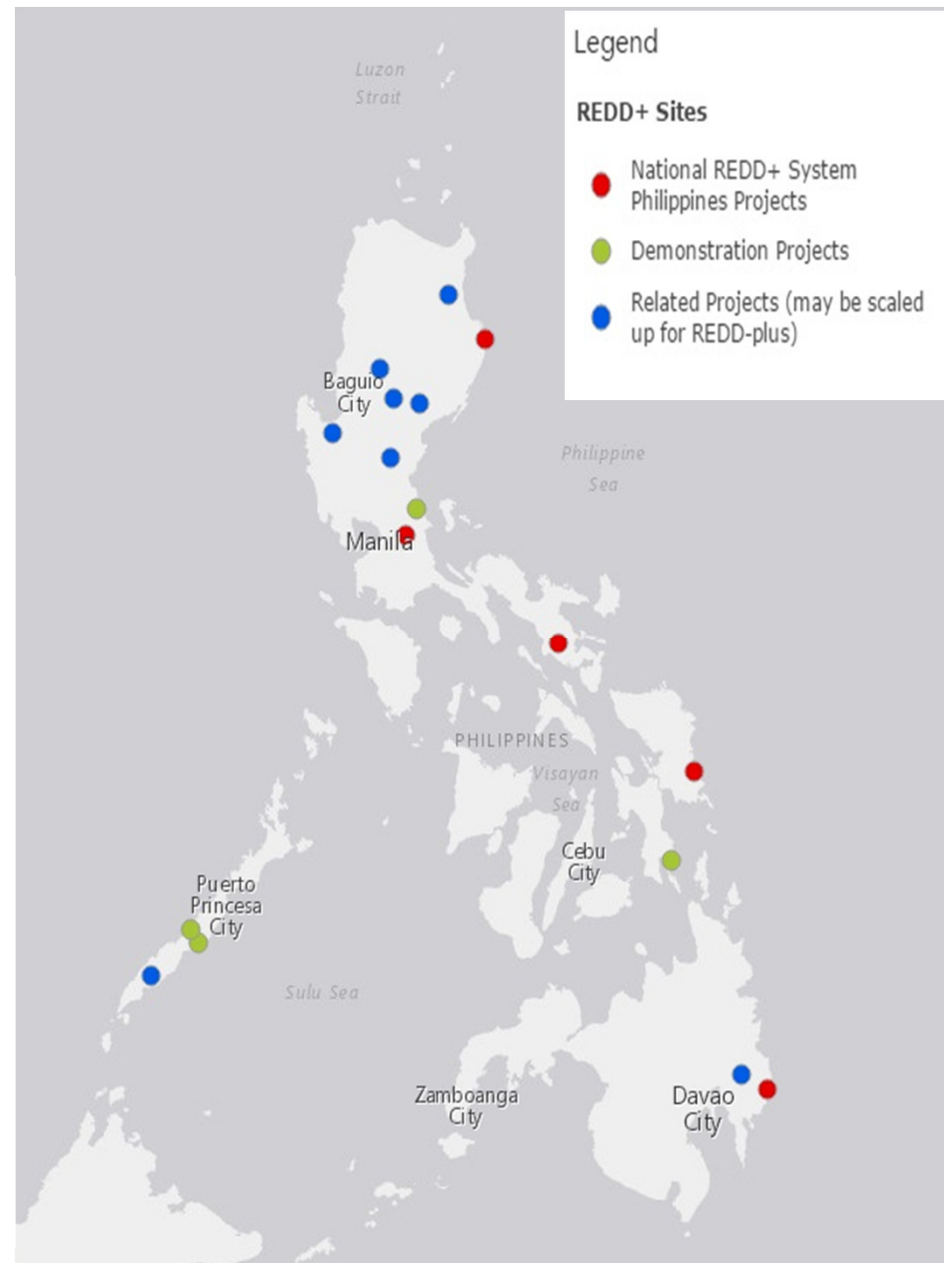 Legend
REDD+ Sites
National REDD+ System
Philippines Projects
Demonstration Projects
Related Projects (may be scaled
up for REDD-plus)
Luzon
Strait
Baguio
City
Philippine
Sea
Manila
PHILIPPINES
Visayan
Sea
Cebu
City
Puerto
Princesa
City
Sulu Sea
Zamboanga
City
Davao
City